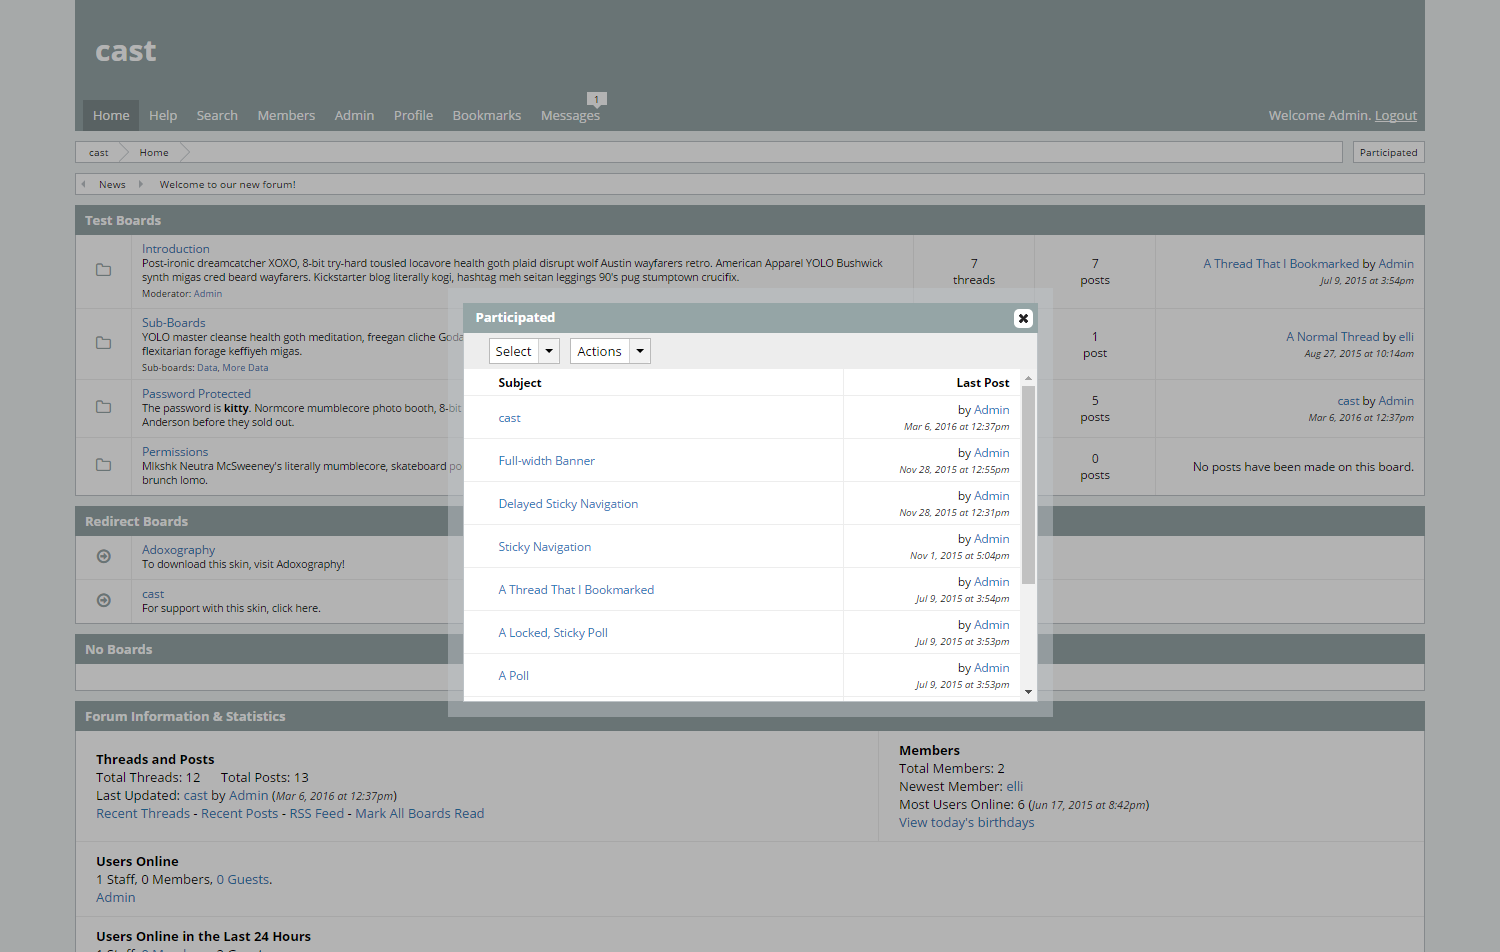 cast
1
Home Help Search Members Admin Profile Bookmarks Messages
Welcome Admin. Logout
cast Home
Participated
News Welcome to our new forum!
Test Boards
Introduction
Post-ironic dreamcatcher XOXO, 8-bit try-hard tousled locavore health goth plaid disrupt wolf Austin wayfarers retro. American Apparel YOLO Bushwick
synth migas cred beard wayfarers. Kickstarter blog literally kogi, hashtag meh seitan leggings 90's pug stumptown crucifix.
Moderator: Admin
7
threads
7
posts
A Thread That I Bookmarked by Admin
Jul 9, 2015 at 3:54pm
Sub-Boards
YOLO master cleanse health goth meditation, freegan cliche
flexitarian forage keffiyeh migas.
Sub-boards: Data, More Data
1
post
A Normal Thread by elli
Aug 27, 2015 at 10:14am
Password Protected
The password is kitty. Normcore mumblecore photo booth, 8-bit
Anderson before they sold out.
5
posts
cast by Admin
Mar 6, 2016 at 12:37pm
Permissions
Mlkshk Neutra McSweeney's literally mumblecore, skateboard po
brunch lomo.
0
posts
No posts have been made on this board.
Participated
Select Actions
Subject Last Post
cast
by Admin
Mar 6, 2016 at 12:37pm
Full-width Banner
by Admin
Nov 28, 2015 at 12:55pm
Delayed Sticky Navigation
by Admin
Nov 28, 2015 at 12:31pm
Sticky Navigation
by Admin
Nov 1, 2015 at 5:04pm
A Thread That I Bookmarked
by Admin
Jul 9, 2015 at 3:54pm
A Locked, Sticky Poll
by Admin
Jul 9, 2015 at 3:53pm
A Poll
by Admin
Jul 9, 2015 at 3:53pm
Redirect Boards
Adoxography
To download this skin, visit Adoxography!
cast
For support with this skin, click here.
No Boards
Forum Information & Statistics
Threads and Posts
Total Threads: 12 Total Posts: 13
Last Updated: cast by Admin (Mar 6, 2016 at 12:37pm)
Recent Threads - Recent Posts - RSS Feed - Mark All Boards Read
Members
Total Members: 2
Newest Member: elli
Most Users Online: 6 (Jun 17, 2015 at 8:42pm)
View today's birthdays
Users Online
1 Staff, 0 Members, 0 Guests.
Admin
Users Online in the Last 24 Hours